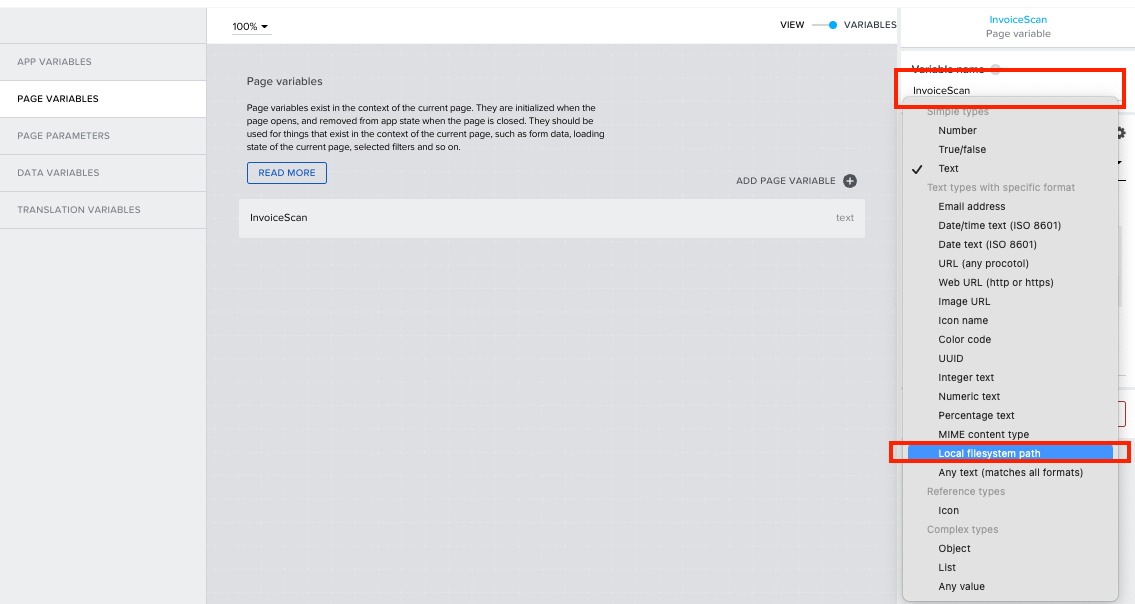 100%
VIEW
VARIABLES
InvoiceScan
Page variable
APP VARIABLES
PAGE VARIABLES
PAGE PARAMETERS
DATA VARIABLES
TRANSLATION VARIABLES
Page variables
Page variables exist in the context of the current page. They are initialized when the
page opens, and removed from app state when the page is closed. They should be
used for things that exist in the context of the current page, such as form data, loading
state of the current page, selected filters and so on.
READ MORE
ADD PAGE VARIABLE
InvoiceScan
text
Variable name
InvoiceScan
Simple types
Number
True/false
Text
Text types with specific format
Email address
Date/time text (ISO 8601)
Date text (ISO 8601)
URL (any procotol)
Web URL (http or https)
Image URL
Icon name
Color code
UUID
Integer text
Numeric text
Percentage text
MIME content type
Local filesystem path
Any text (matches all formats)
Reference types
Icon
Complex types
Object
List
Any value